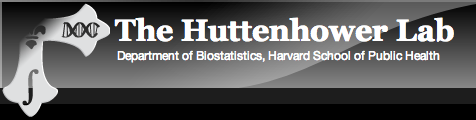 The Huttenhower Lab
Department of Biostatistics, Harvard School of Public Health